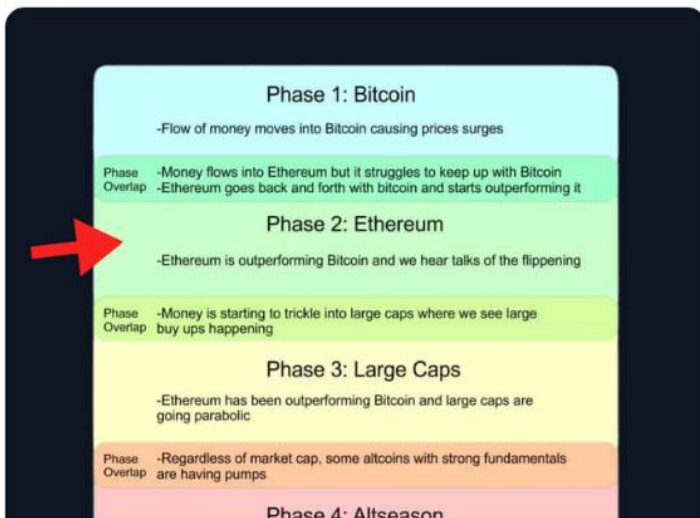 Phase 1: Bitcoin
-Flow of money moves into Bitcoin causing prices surges
Phase Overlap
-Money flows into Ethereum but it struggles to keep up with Bitcoin
-Ethereum goes back and forth with bitcoin and starts outperforming it
Phase 2: Ethereum
-Ethereum is outperforming Bitcoin and we hear talks of the flippening
Phase Overlap
-Money is starting to trickle into large caps where we see large
buy ups happening
Phase 3: Large Caps
-Ethereum has been outperforming Bitcoin and large caps are
going parabolic
Phase Overlap
-Regardless of market cap, some altcoins with strong fundamentals
are having pumps
Phase 4: Altseason